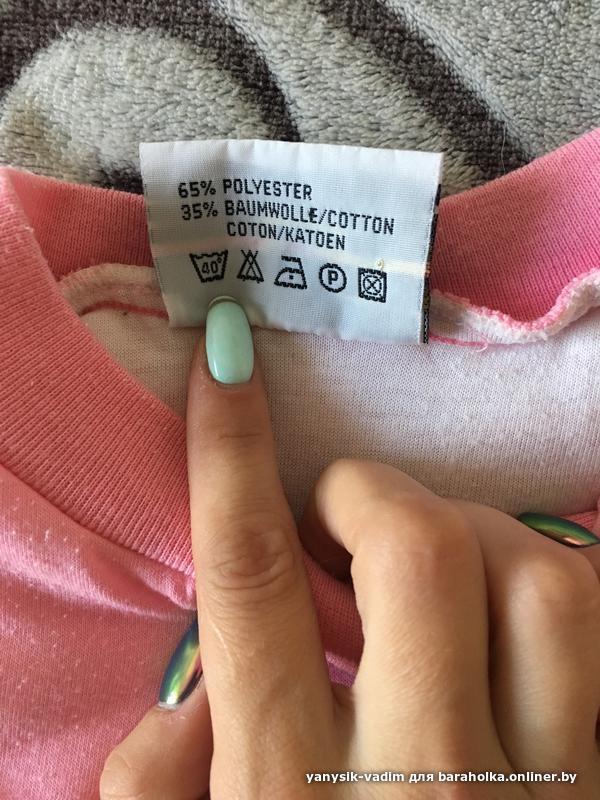 65% POLYESTER
35% BAUMWOLLE/COTTON
COTON/KATOEN
40° P
yanysik-vadim для baraholka.onliner.by